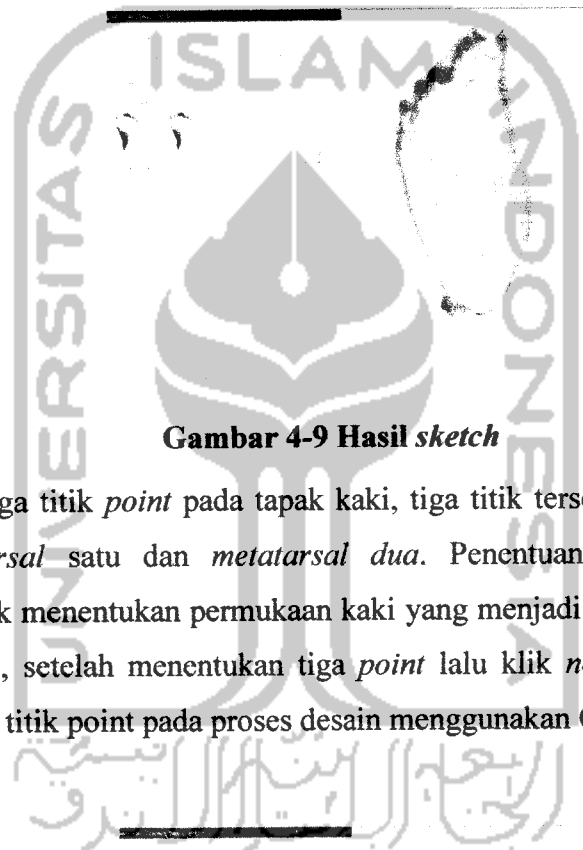 ISLAM
UNIVERSITAS
INDONESIA
Gambar 4-9 Hasil sketch
ga titik point pada tapak kaki, tiga titik terse
rsal satu dan metatarsal dua. Penentuan
k menentukan permukaan kaki yang menjadi
, setelah menentukan tiga point lalu klik n
titik point pada proses desain menggunakan